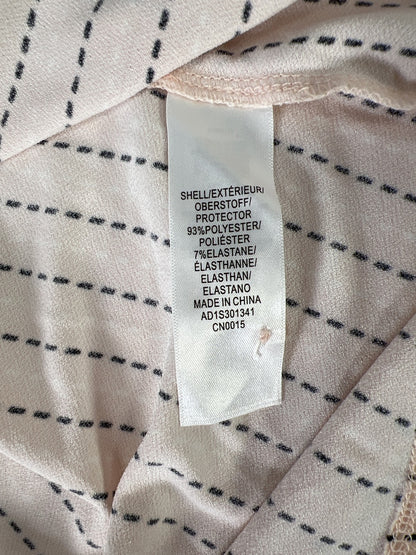 SHELL/EXTÉRIEUR/
OBERSTOFF/
PROTECTOR
93%POLYESTER/
POLIÉSTER
7%ELASTANE/
ÉLASTHANNE/
ELASTHAN/
ELASTANO
MADE IN CHINA
AD1S301341
CN0015